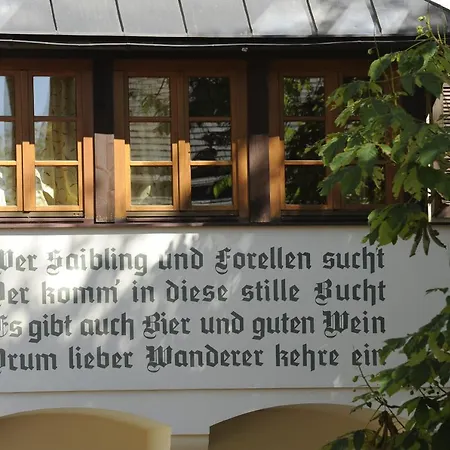 Wer Saibling und Forellen sucht
Der komm' in diese stille Bucht
Es gibt auch Bier und guten Wein
Drum lieber Wanderer kehre ein